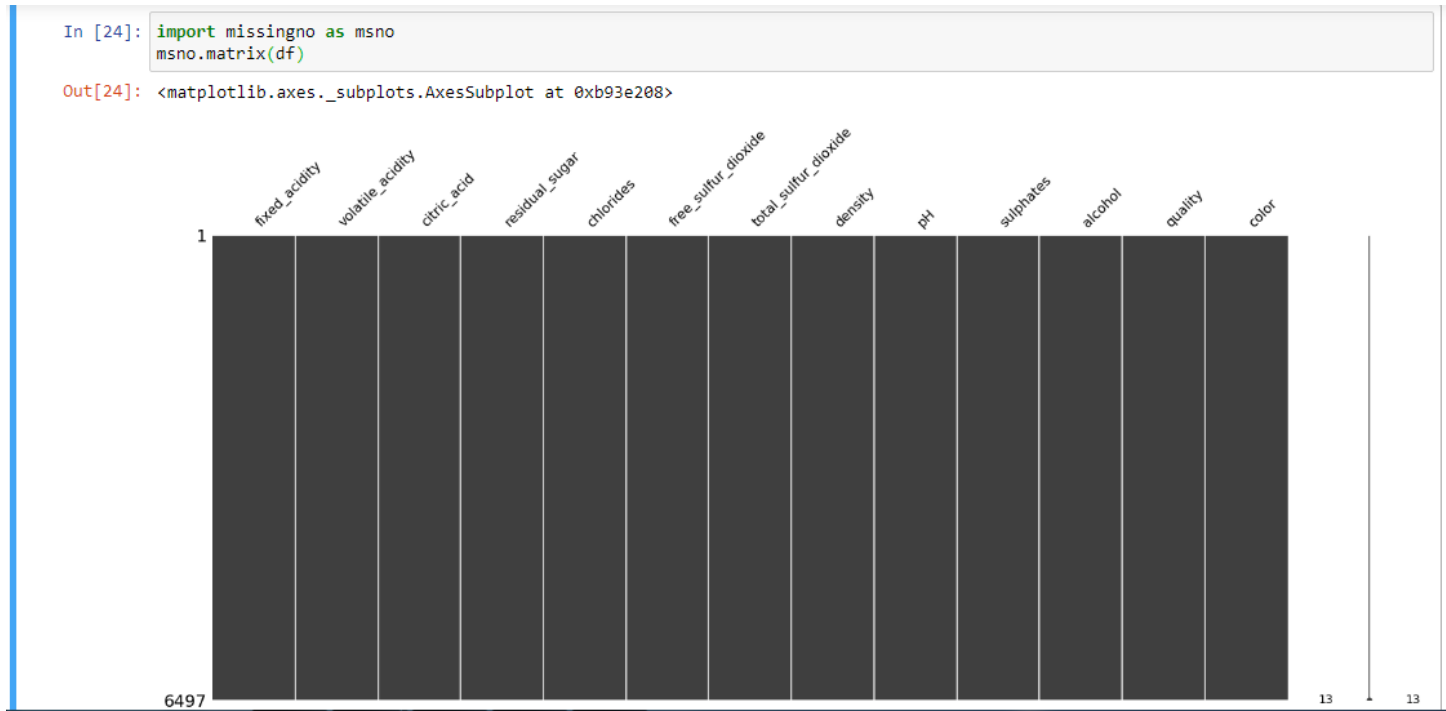 In [24]: import missingno as msno
msno.matrix(df)
Out[24]: <matplotlib.axes._subplots.AxesSubplot at 0xb93e208>
fixed_acidity
volatile_acidity
citric_acid
residual_sugar
chlorides
free_sulfur_dioxide
total_sulfur_dioxide
density
pH
sulphates
alcohol
quality
color
1
6497
13
13